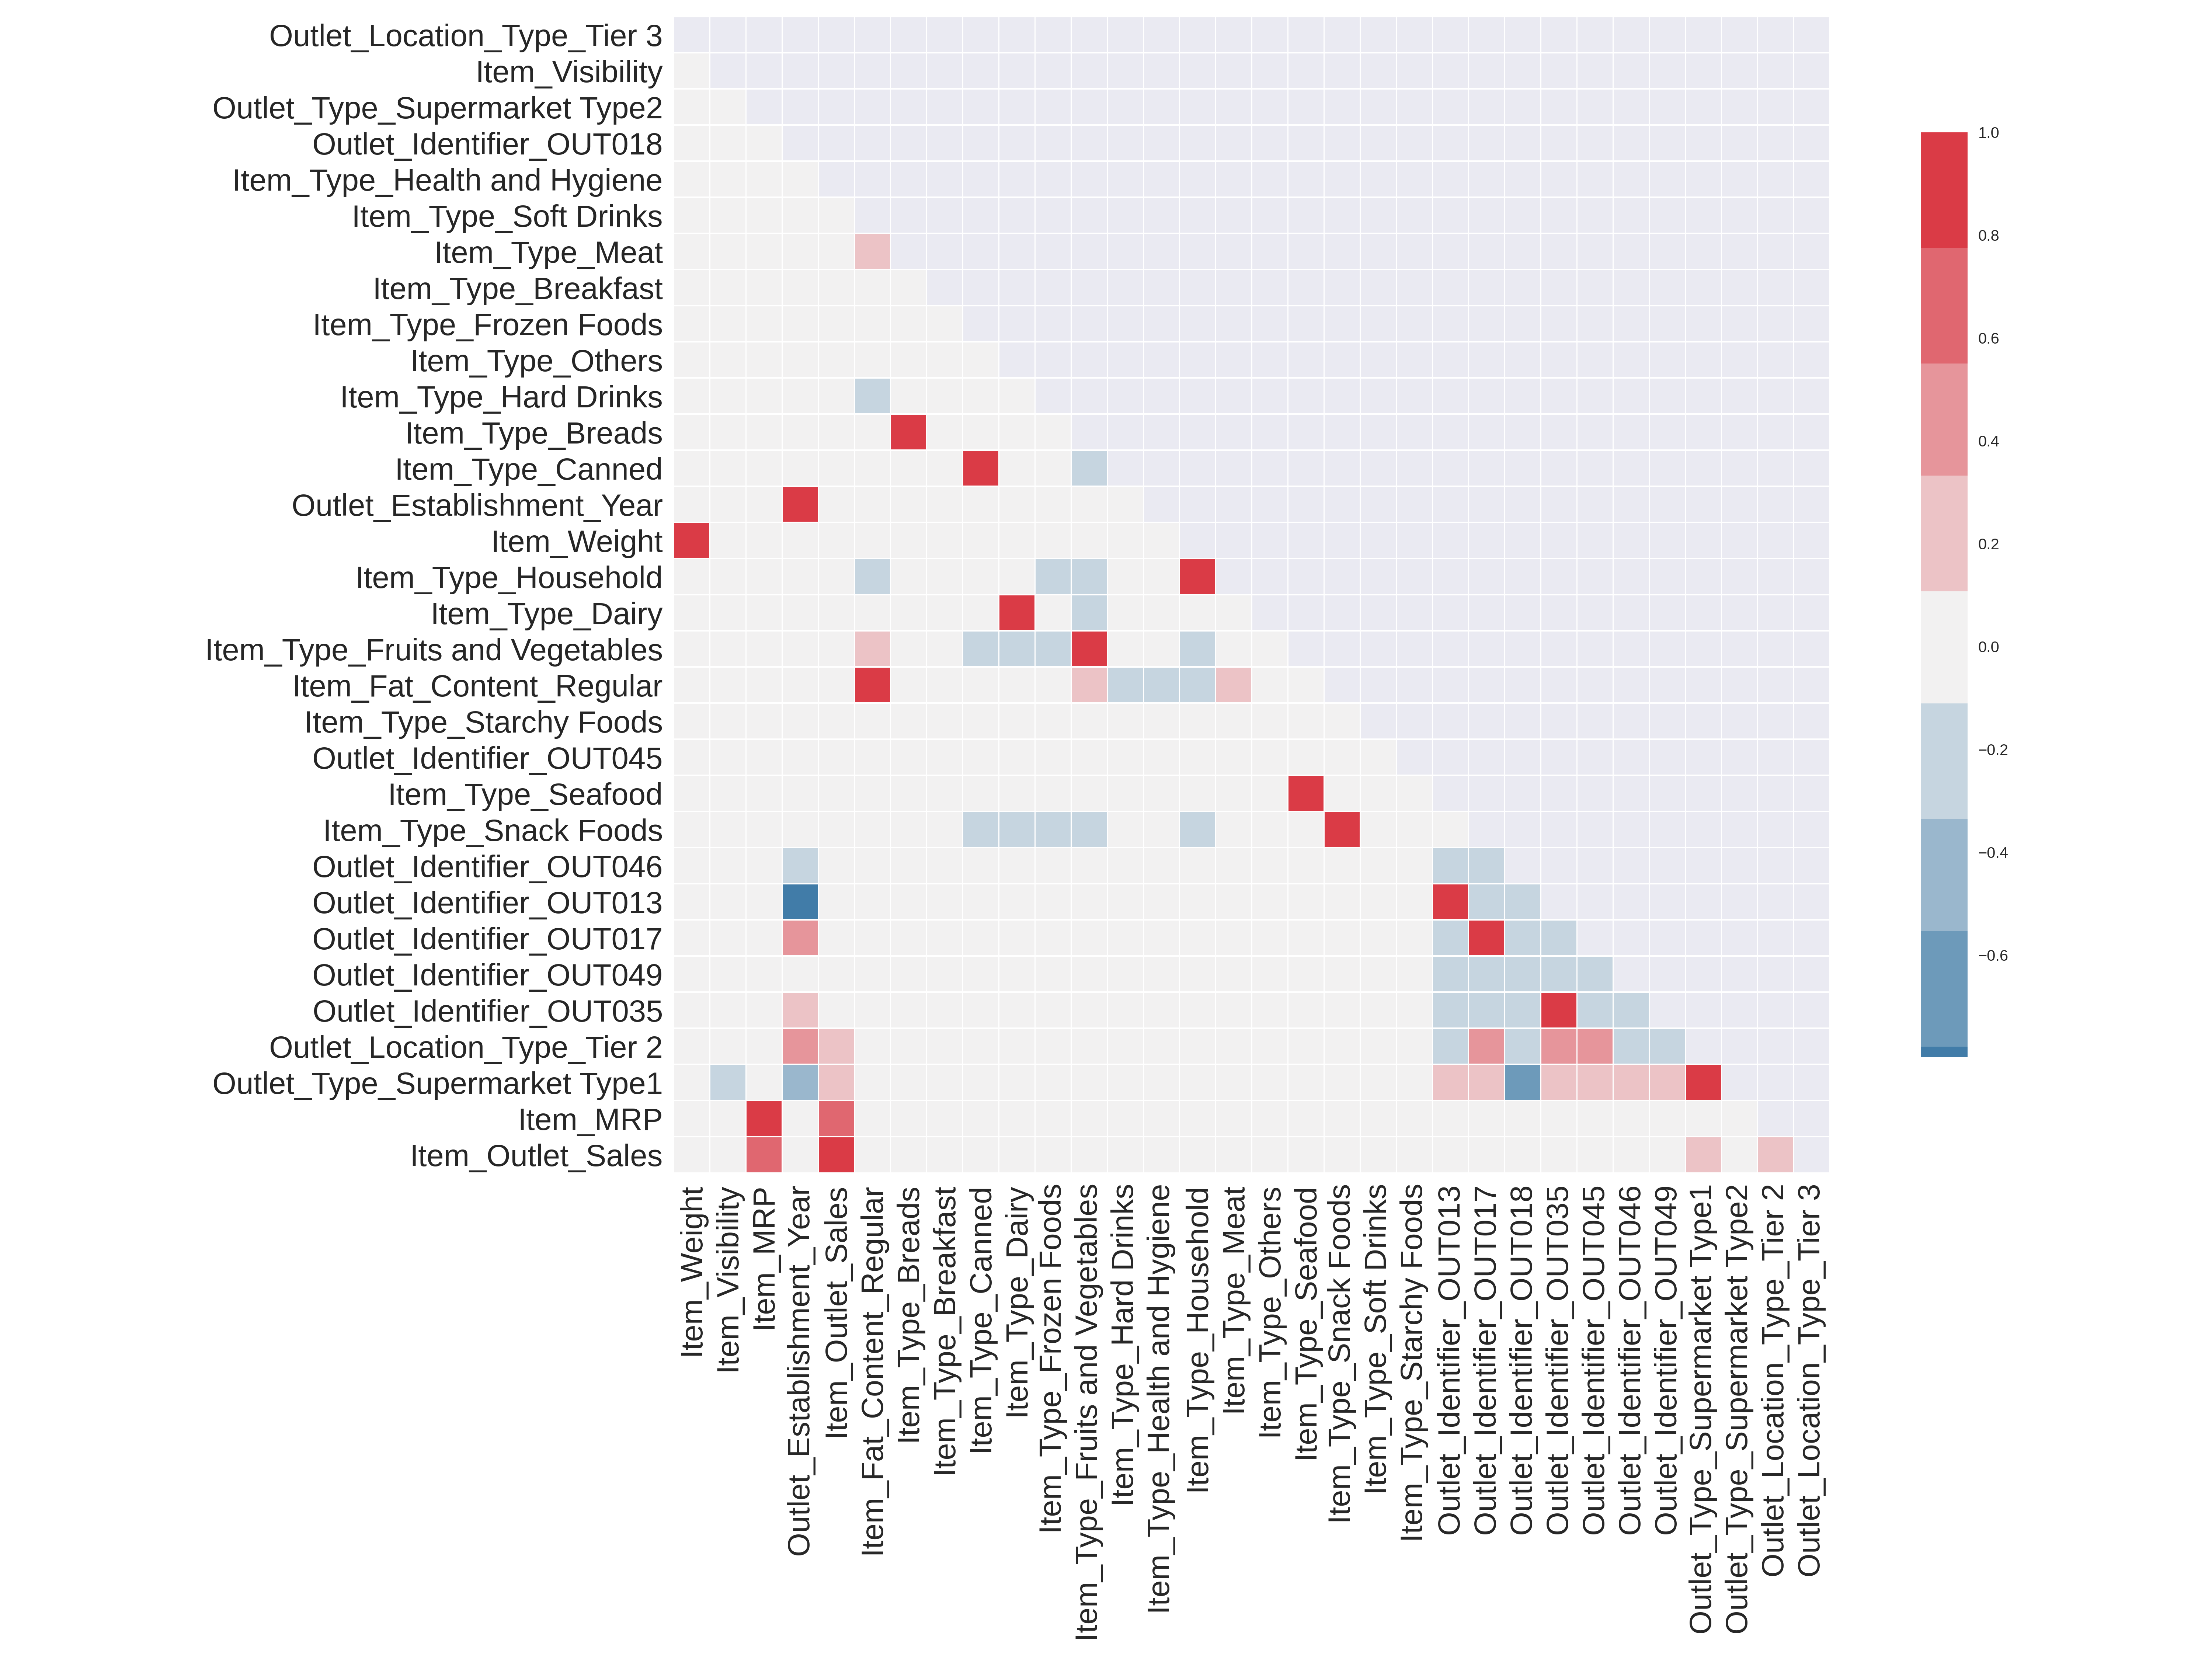 Outlet_Location_Type_Tier 3
Item_Visibility
Outlet_Type_Supermarket Type2
Outlet_Identifier_OUT018
Item_Type_Health and Hygiene
Item_Type_Soft Drinks
Item_Type_Meat
Item_Type_Breakfast
Item_Type_Frozen Foods
Item_Type_Others
Item_Type_Hard Drinks
Item_Type_Breads
Item_Type_Canned
Outlet_Establishment_Year
Item_Weight
Item_Type_Household
Item_Type_Dairy
Item_Type_Fruits and Vegetables
Item_Fat_Content_Regular
Item_Type_Starchy Foods
Outlet_Identifier_OUT045
Item_Type_Seafood
Item_Type_Snack Foods
Outlet_Identifier_OUT046
Outlet_Identifier_OUT013
Outlet_Identifier_OUT017
Outlet_Identifier_OUT049
Outlet_Identifier_OUT035
Outlet_Location_Type_Tier 2
Outlet_Type_Supermarket Type1
Item_MRP
Item_Outlet_Sales
Item_Weight
Item_Visibility
Item_MRP
Outlet_Establishment_Year
Item_Outlet_Sales
Item_Fat_Content_Regular
Item_Type_Breads
Item_Type_Breakfast
Item_Type_Canned
Item_Type_Dairy
Item_Type_Frozen Foods
Item_Type_Fruits and Vegetables
Item_Type_Hard Drinks
Item_Type_Health and Hygiene
Item_Type_Household
Item_Type_Meat
Item_Type_Others
Item_Type_Seafood
Item_Type_Snack Foods
Item_Type_Soft Drinks
Item_Type_Starchy Foods
Outlet_Identifier_OUT013
Outlet_Identifier_OUT017
Outlet_Identifier_OUT018
Outlet_Identifier_OUT035
Outlet_Identifier_OUT045
Outlet_Identifier_OUT046
Outlet_Identifier_OUT049
Outlet_Type_Supermarket Type1
Outlet_Type_Supermarket Type2
Outlet_Location_Type_Tier 2
Outlet_Location_Type_Tier 3
1.0
0.8
0.6
0.4
0.2
0.0
−0.2
−0.4
−0.6